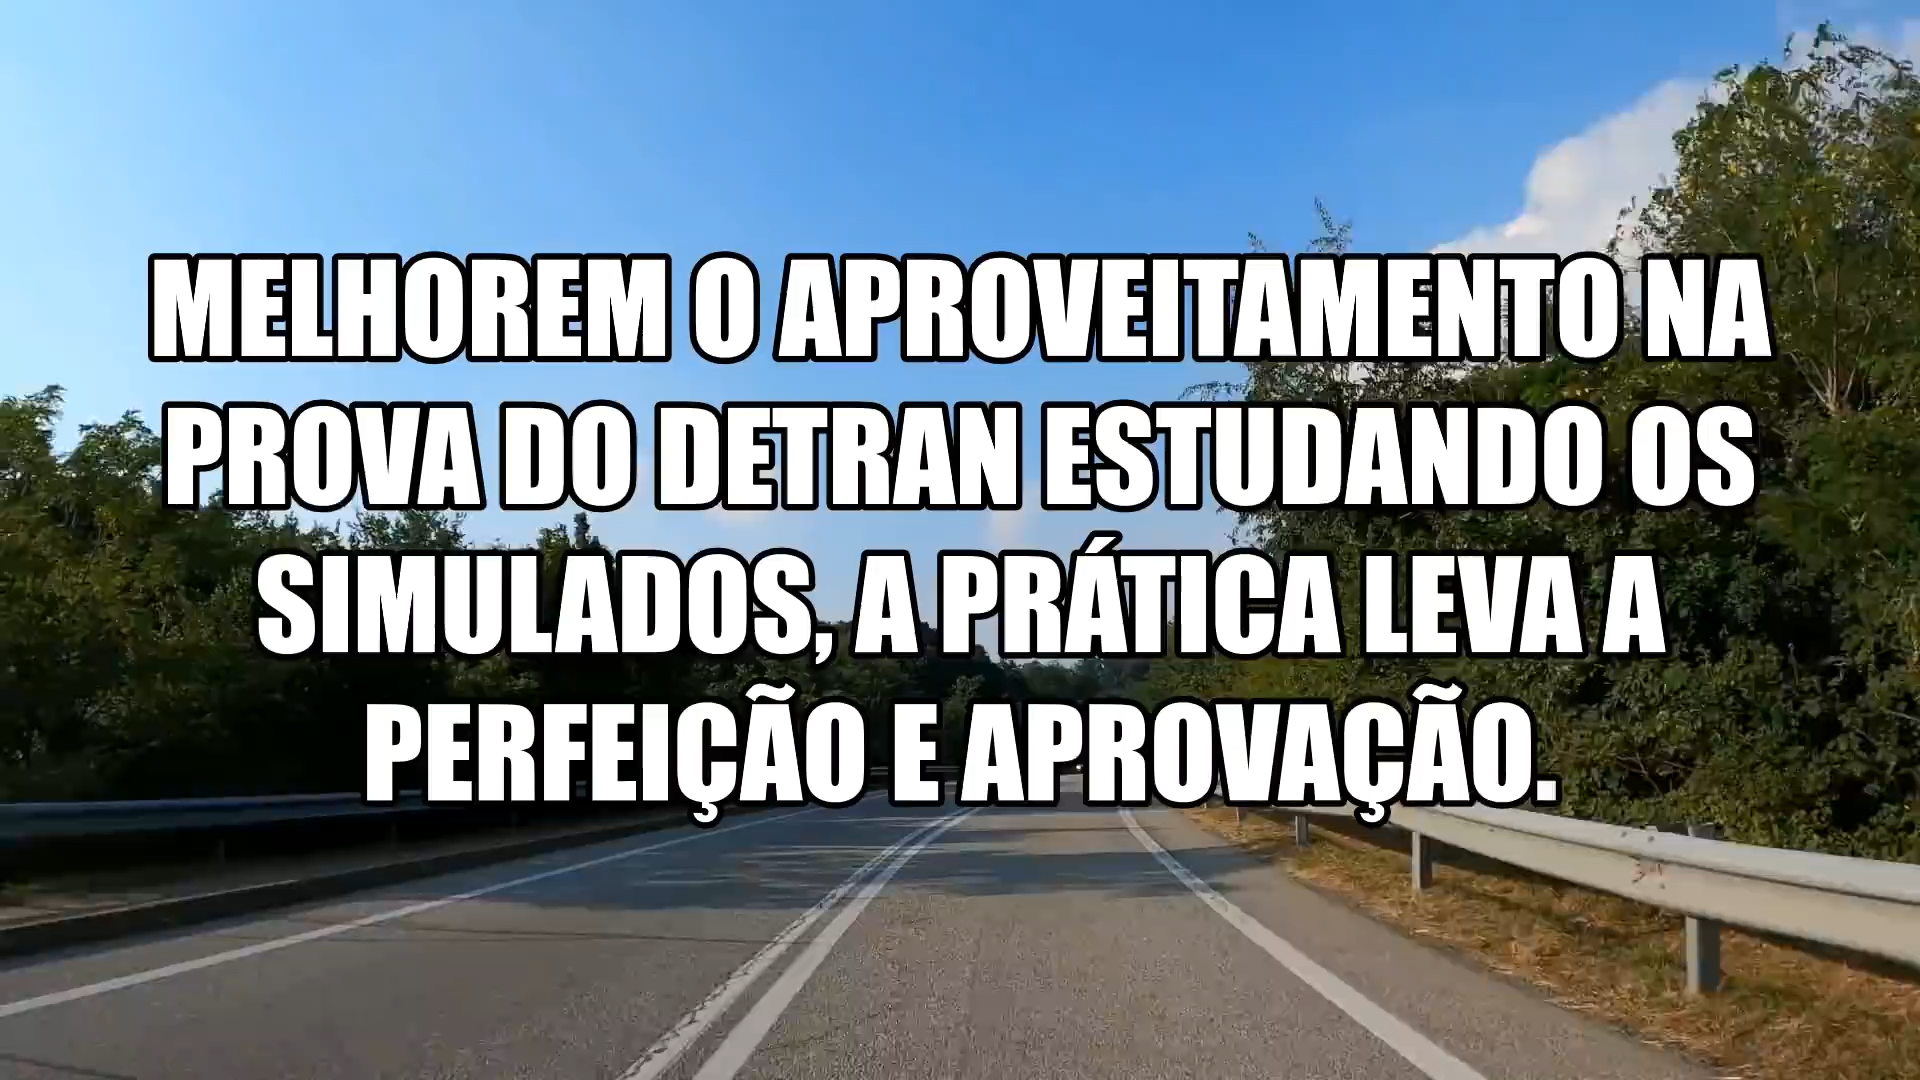 MELHOREM O APROVEITAMENTO NA
PROVA DO DETRAN ESTUDANDO OS
SIMULADOS, A PRÁTICA LEVA A
PERFEIÇÃO E APROVAÇÃO.